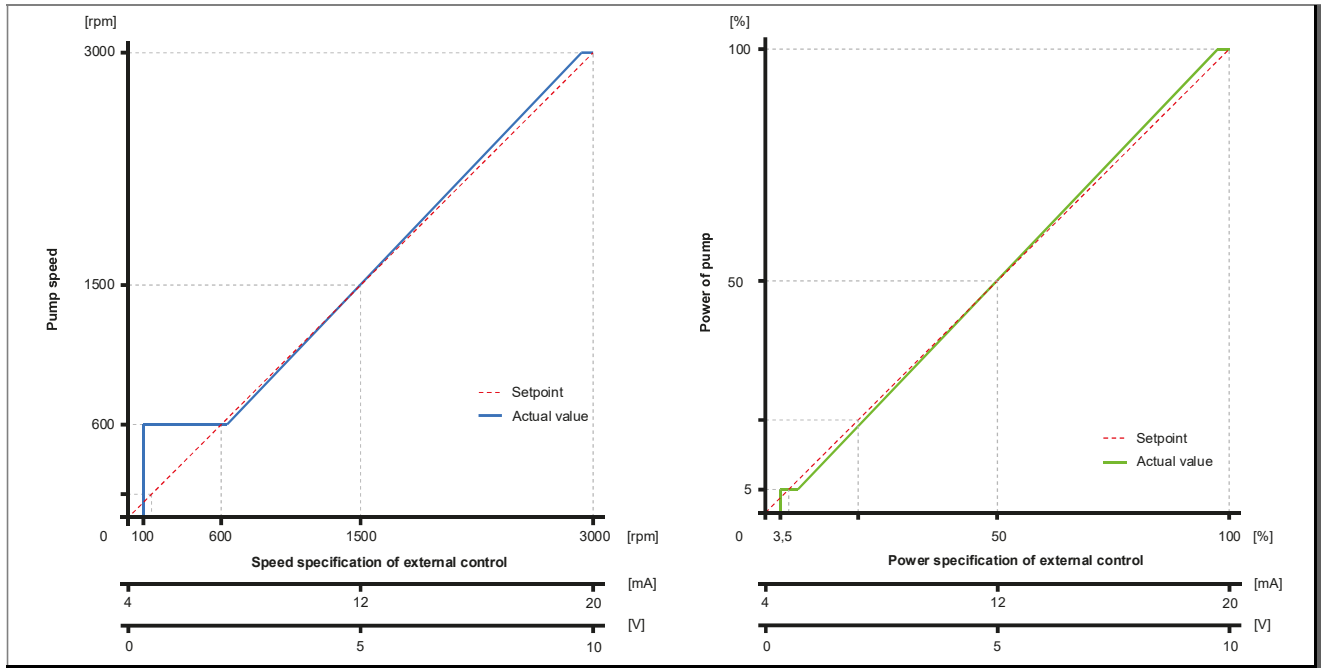 [rpm]
3000
1500
600
Pump speed
Setpoint
Actual value
0 100 600 1500 3000 [rpm]
Speed specification of external control
[mA]
4 12 20
[V]
0 5 10
[%]
100
50
5
Power of pump
Setpoint
Actual value
0 3,5 50 100 [%]
Power specification of external control
[mA]
4 12 20
[V]
0 5 10